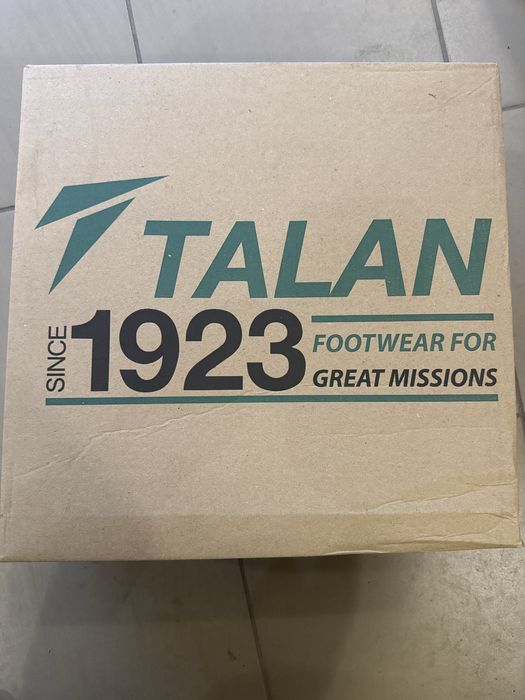 TALAN
SINCE 1923
FOOTWEAR FOR
GREAT MISSIONS